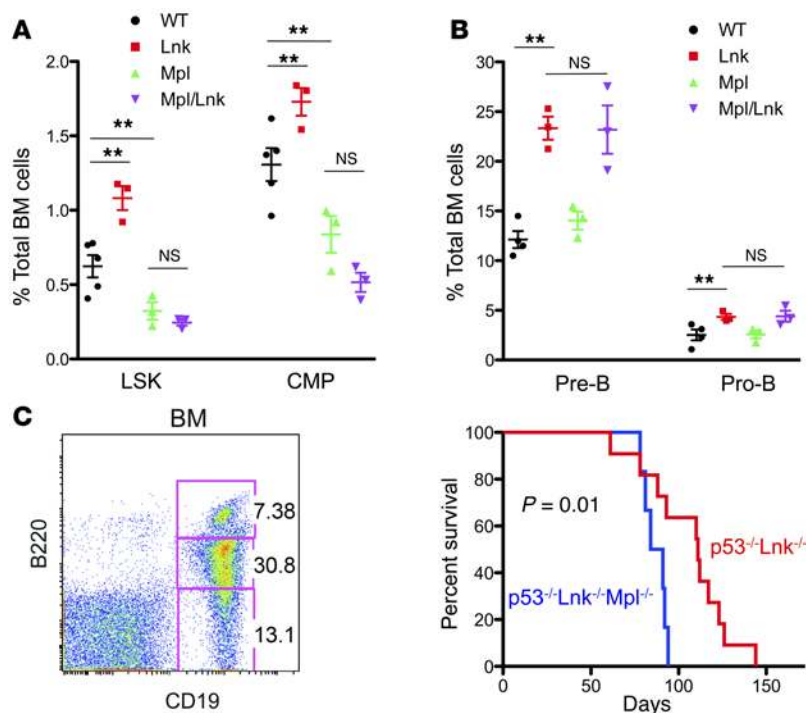 A
WT
Lnk
Mpl
Mpl/Lnk
% Total BM cells
2.0
1.5
1.0
0.5
0.0
**
**
**
**
NS
NS
LSK
CMP
B
WT
Lnk
Mpl
Mpl/Lnk
% Total BM cells
30
25
20
15
10
5
0
**
NS
**
NS
Pre-B
Pro-B
C
BM
B220
CD19
7.38
30.8
13.1
Percent survival
100
80
60
40
20
0
P = 0.01
p53-/-Lnk-/-
p53-/-Lnk-/-Mpl-/-
0
50
100
150
Days